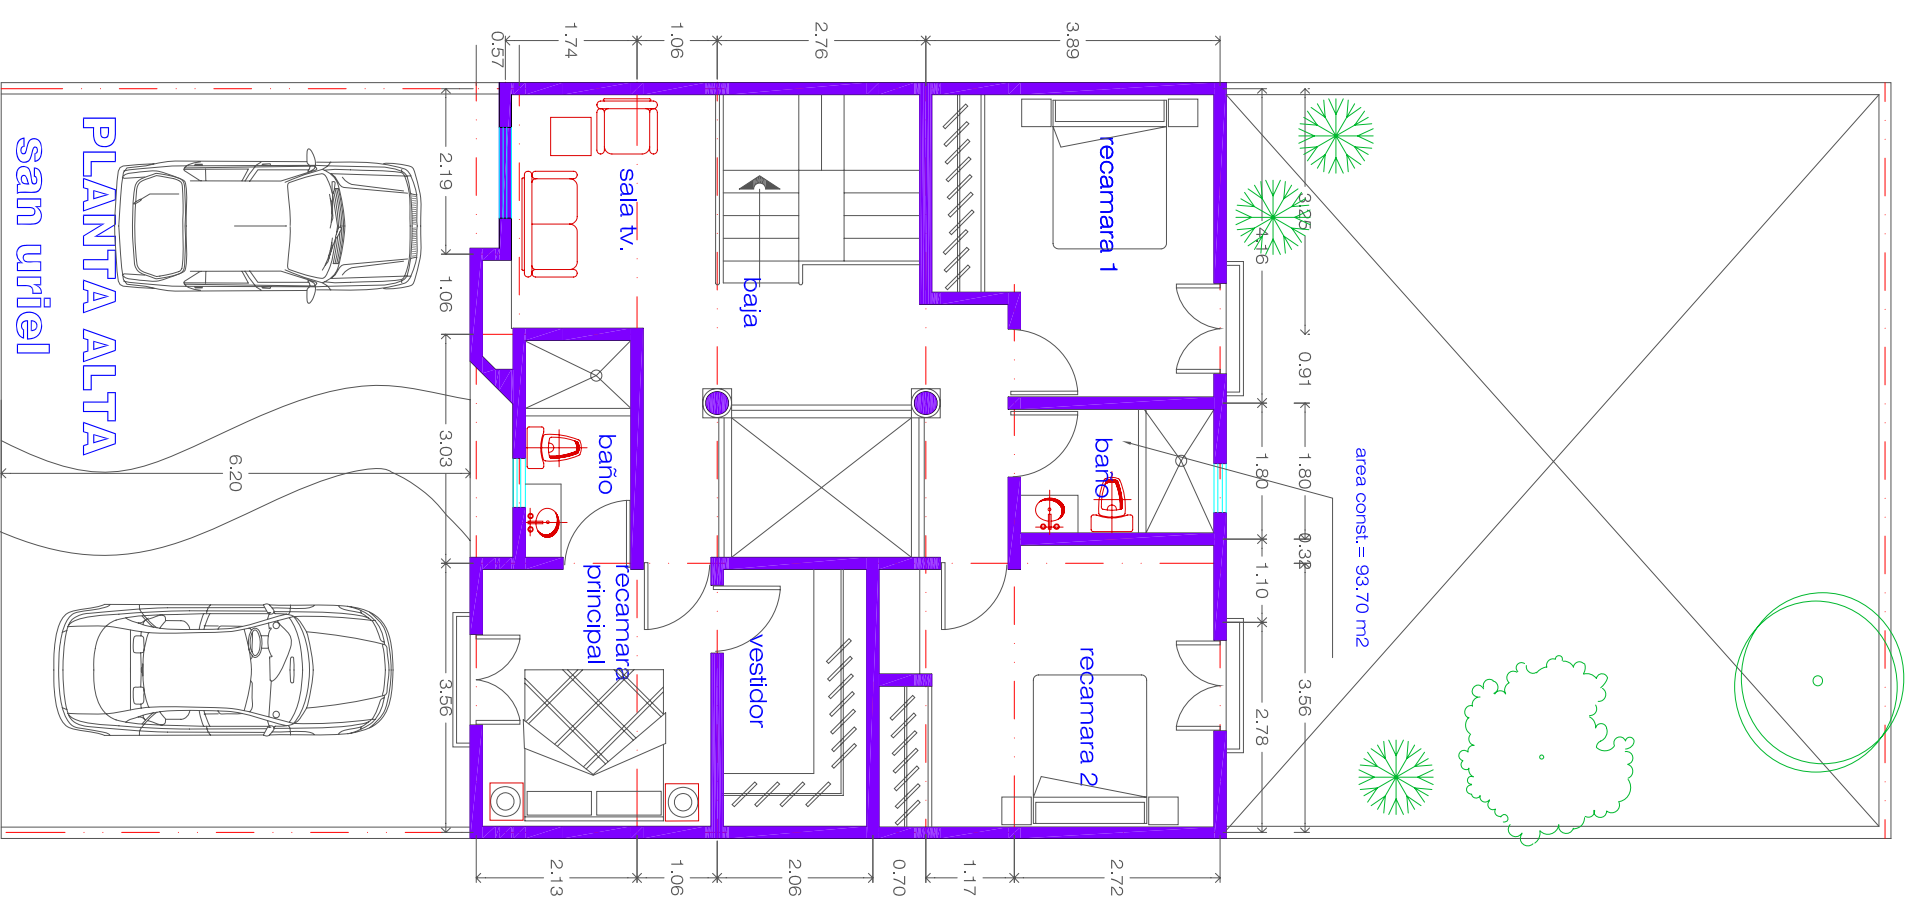 PLANTA ALTA
san uriel
0.57
1.74
1.06
2.76
3.89
2.19
1.06
3.03
3.56
6.20
sala tv.
baja
recamara 1
baño
baño
recamara
principal
vestidor
recamara 2
3.25
4.16
0.91
1.80
1.80
0.32
1.10
3.56
2.78
area const.= 93.70 m2
2.13
1.06
2.06
0.70
1.17
2.72